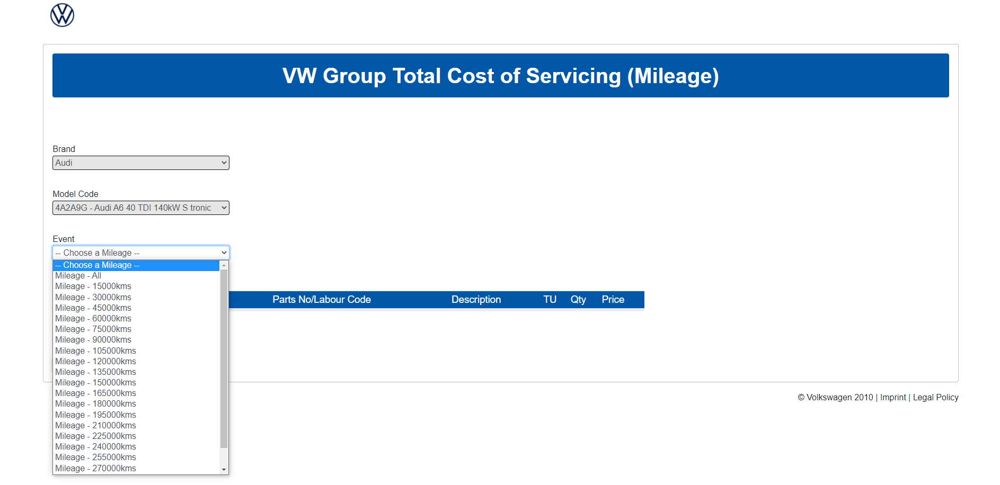 VW Group Total Cost of Servicing (Mileage)
Brand
Audi
Model Code
4A2A9G - Audi A6 40 TDI 140kW S tronic
Event
-- Choose a Mileage --
-- Choose a Mileage --
Mileage - All
Mileage - 15000kms
Mileage - 30000kms
Mileage - 45000kms
Mileage - 60000kms
Mileage - 75000kms
Mileage - 90000kms
Mileage - 105000kms
Mileage - 120000kms
Mileage - 135000kms
Mileage - 150000kms
Mileage - 165000kms
Mileage - 180000kms
Mileage - 195000kms
Mileage - 210000kms
Mileage - 225000kms
Mileage - 240000kms
Mileage - 255000kms
Mileage - 270000kms
Parts No/Labour Code Description TU Qty Price
© Volkswagen 2010 | Imprint | Legal Policy